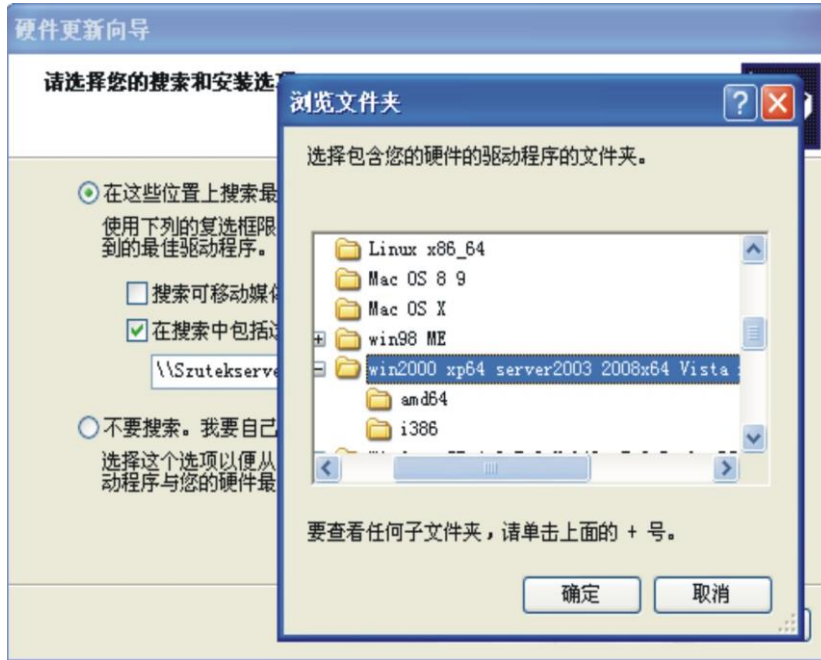 硬件更新向导
请选择您的搜索和安装选
浏览文件夹
选择包含您的硬件的驱动程序的文件夹。
在这些位置上搜索最
使用下列的复选框限
到的最佳驱动程序。
搜索可移动媒体
在搜索中包括这
\\Szutekserve
不要搜索。我要自己
选择这个选项以便从
动程序与您的硬件最
Linux x86_64
Mac OS 8 9
Mac OS X
win98 ME
win2000 xp64 server2003 2008x64 Vista
amd64
i386
要查看任何子文件夹，请单击上面的 + 号。
确定
取消